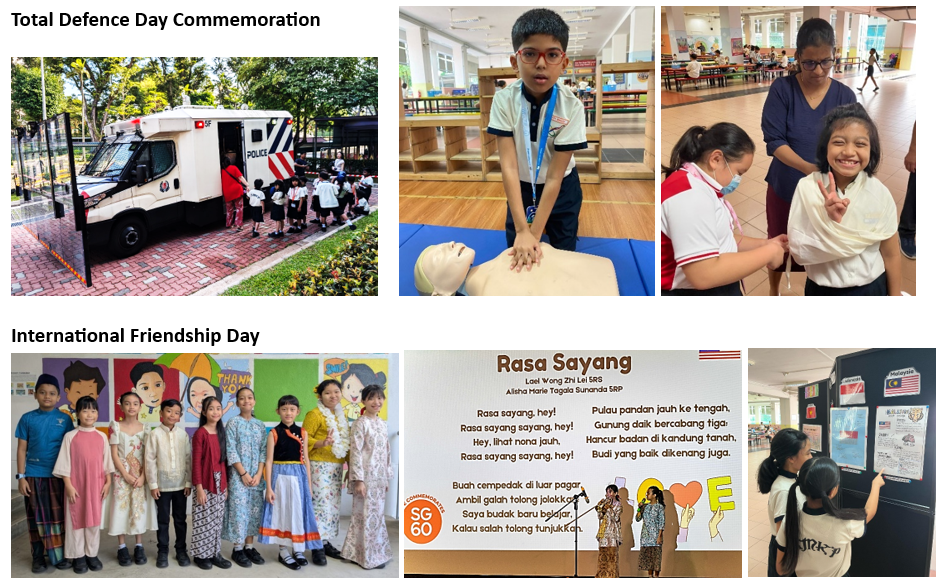 Total Defence Day Commemoration
SF
POLICE
International Friendship Day
THANK
YOU
Rasa Sayang
Lael Wong Zhi Lei 5RS
Alisha Marie Tagala Sunanda 5RP
Rasa sayang, hey!
Rasa sayang sayang, hey!
Hey, lihat nona jauh,
Rasa sayang sayang, hey!
Pulau pandan jauh ke tengah,
Gunung daik bercabang tiga,
Hancur badan di kandung tanah,
Budi yang baik dikenang juga.
Buah cempedak di luar pagar,
Ambil galah tolong jolokka
Saya budak baru belajar,
Kalau salah tolong tunjukkan.
COMMEMORATES
SG
60
L O V E
Malaysia